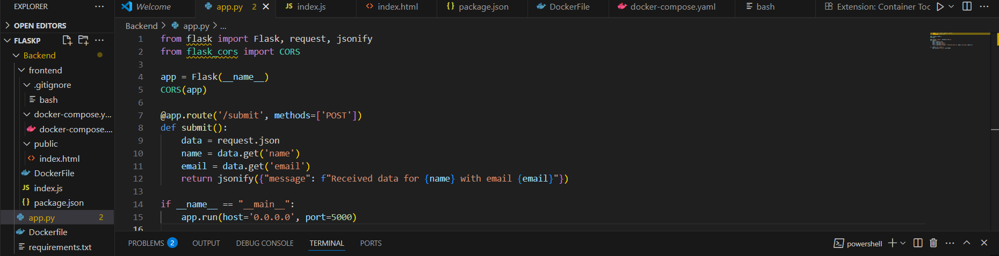 EXPLORER ···
OPEN EDITORS
FLASKP ···
Backend
frontend
.gitignore
bash
docker-compose.y...
docker-compose....
public
index.html
DockerFile
JS index.js
{} package.json
app.py 2
Dockerfile
requirements.txt
Welcome app.py 2 JS index.js <> index.html {} package.json DockerFile docker-compose.yaml bash Extension: Container Toc ···
Backend > app.py > ...
1 from flask import Flask, request, jsonify
2 from flask_cors import CORS
3
4 app = Flask(__name__)
5 CORS(app)
6
7 @app.route('/submit', methods=['POST'])
8 def submit():
9     data = request.json
10     name = data.get('name')
11     email = data.get('email')
12     return jsonify({"message": f"Received data for {name} with email {email}"})
13
14 if __name__ == "__main__":
15     app.run(host='0.0.0.0', port=5000)
16
PROBLEMS 2 OUTPUT DEBUG CONSOLE TERMINAL PORTS powershell ···